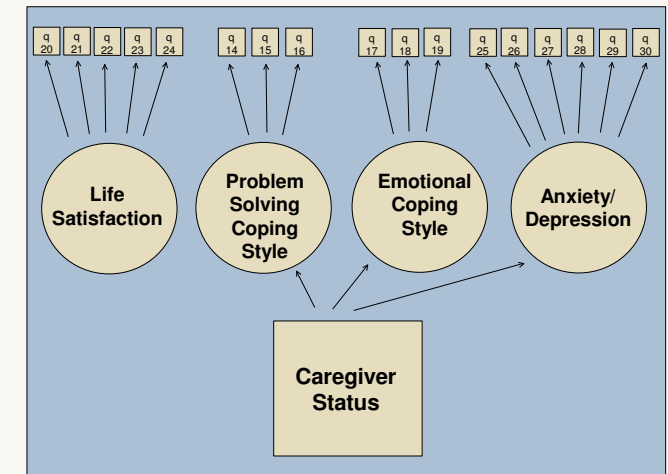 q
20
q
21
q
22
q
23
q
24
q
14
q
15
q
16
q
17
q
18
q
19
q
25
q
26
q
27
q
28
q
29
q
30
Life
Satisfaction
Problem
Solving
Coping
Style
Emotional
Coping
Style
Anxiety/
Depression
Caregiver
Status